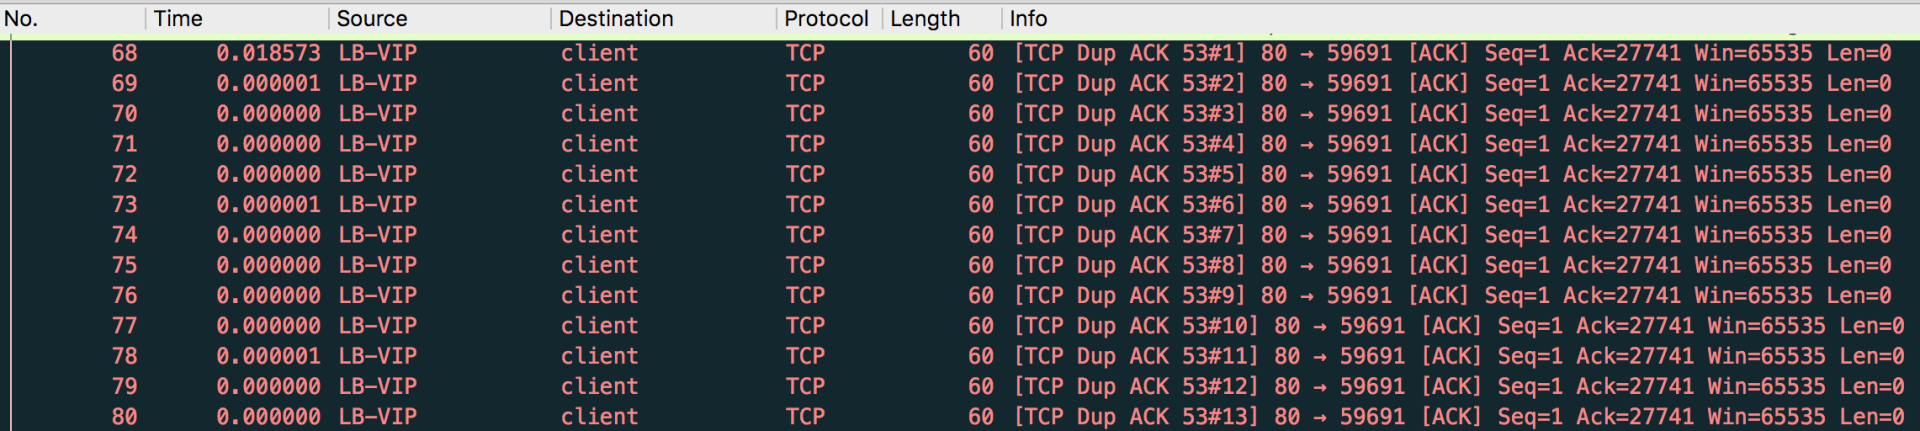 No. Time Source Destination Protocol Length Info
68 0.018573 LB-VIP client TCP 60 [TCP Dup ACK 53#1] 80 → 59691 [ACK] Seq=1 Ack=27741 Win=65535 Len=0
69 0.000001 LB-VIP client TCP 60 [TCP Dup ACK 53#2] 80 → 59691 [ACK] Seq=1 Ack=27741 Win=65535 Len=0
70 0.000000 LB-VIP client TCP 60 [TCP Dup ACK 53#3] 80 → 59691 [ACK] Seq=1 Ack=27741 Win=65535 Len=0
71 0.000000 LB-VIP client TCP 60 [TCP Dup ACK 53#4] 80 → 59691 [ACK] Seq=1 Ack=27741 Win=65535 Len=0
72 0.000000 LB-VIP client TCP 60 [TCP Dup ACK 53#5] 80 → 59691 [ACK] Seq=1 Ack=27741 Win=65535 Len=0
73 0.000001 LB-VIP client TCP 60 [TCP Dup ACK 53#6] 80 → 59691 [ACK] Seq=1 Ack=27741 Win=65535 Len=0
74 0.000000 LB-VIP client TCP 60 [TCP Dup ACK 53#7] 80 → 59691 [ACK] Seq=1 Ack=27741 Win=65535 Len=0
75 0.000000 LB-VIP client TCP 60 [TCP Dup ACK 53#8] 80 → 59691 [ACK] Seq=1 Ack=27741 Win=65535 Len=0
76 0.000000 LB-VIP client TCP 60 [TCP Dup ACK 53#9] 80 → 59691 [ACK] Seq=1 Ack=27741 Win=65535 Len=0
77 0.000000 LB-VIP client TCP 60 [TCP Dup ACK 53#10] 80 → 59691 [ACK] Seq=1 Ack=27741 Win=65535 Len=0
78 0.000001 LB-VIP client TCP 60 [TCP Dup ACK 53#11] 80 → 59691 [ACK] Seq=1 Ack=27741 Win=65535 Len=0
79 0.000000 LB-VIP client TCP 60 [TCP Dup ACK 53#12] 80 → 59691 [ACK] Seq=1 Ack=27741 Win=65535 Len=0
80 0.000000 LB-VIP client TCP 60 [TCP Dup ACK 53#13] 80 → 59691 [ACK] Seq=1 Ack=27741 Win=65535 Len=0